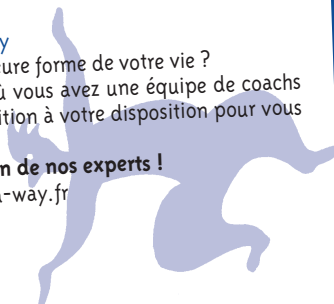 y
ure forme de votre vie ?
ù vous avez une équipe de coachs
ition à votre disposition pour vous
n de nos experts !
-way.fr